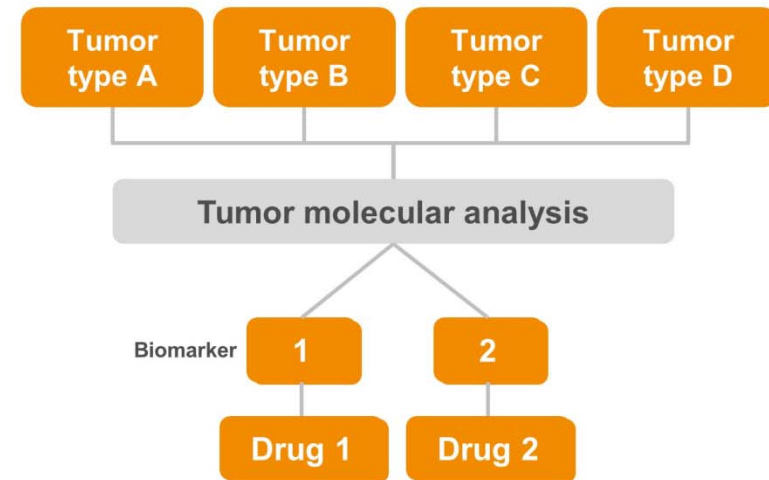 Tumor
type A
Tumor
type B
Tumor
type C
Tumor
type D
Tumor molecular analysis
Biomarker
1
2
Drug 1
Drug 2